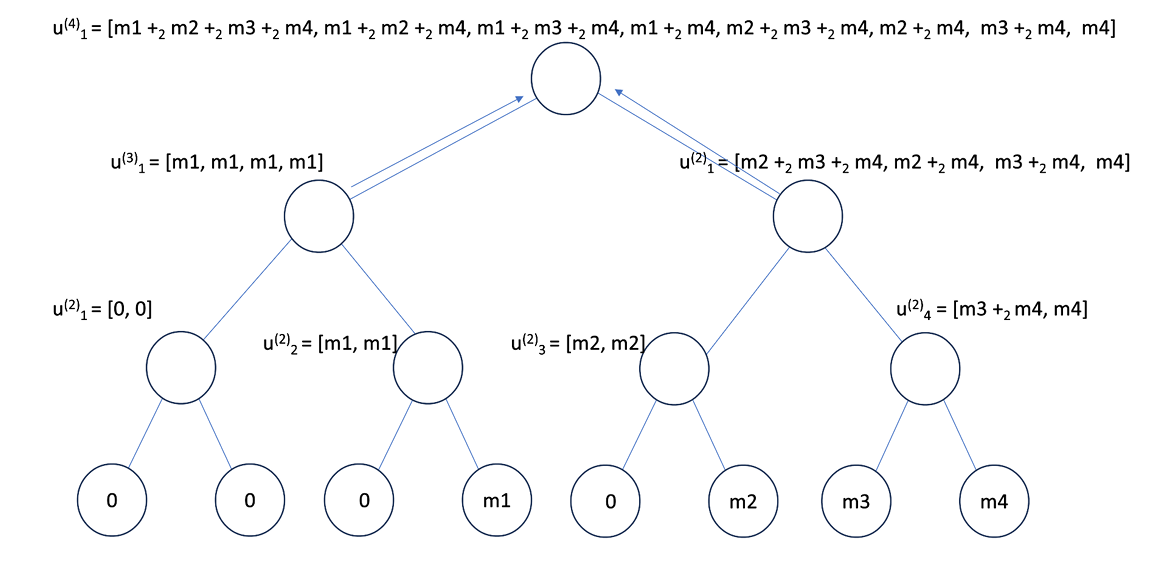 u⁽⁴⁾₁ = [m1 +₂ m2 +₂ m3 +₂ m4, m1 +₂ m2 +₂ m4, m1 +₂ m3 +₂ m4, m1 +₂ m4, m2 +₂ m3 +₂ m4, m2 +₂ m4, m3 +₂ m4, m4]
u⁽³⁾₁ = [m1, m1, m1, m1]
u⁽²⁾₁ = [m2 +₂ m3 +₂ m4, m2 +₂ m4, m3 +₂ m4, m4]
u⁽²⁾₁ = [0, 0]
u⁽²⁾₂ = [m1, m1]
u⁽²⁾₃ = [m2, m2]
u⁽²⁾₄ = [m3 +₂ m4, m4]
0
0
0
m1
0
m2
m3
m4